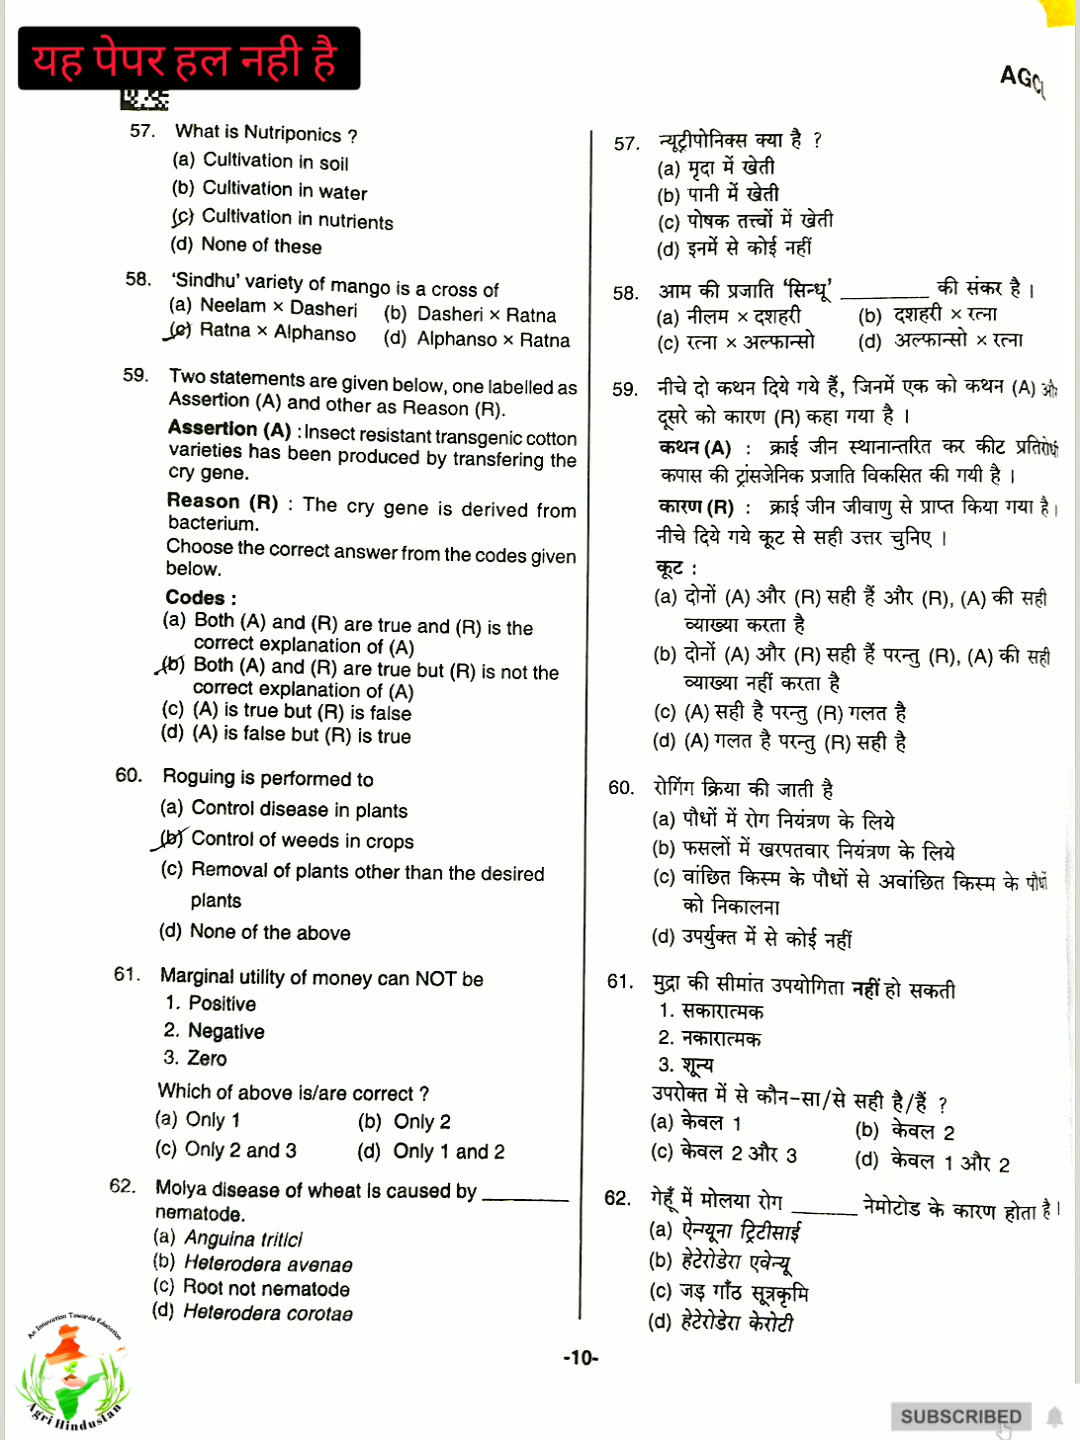 यह पेपर हल नही है
57. What is Nutriponics ?
(a) Cultivation in soil
(b) Cultivation in water
(c) Cultivation in nutrients
(d) None of these
58. ‘Sindhu’ variety of mango is a cross of
(a) Neelam × Dasheri (b) Dasheri × Ratna
(c) Ratna × Alphanso (d) Alphanso × Ratna
59. Two statements are given below, one labelled as
Assertion (A) and other as Reason (R).
Assertion (A) : Insect resistant transgenic cotton
varieties has been produced by transfering the
cry gene.
Reason (R) : The cry gene is derived from
bacterium.
Choose the correct answer from the codes given
below.
Codes :
(a) Both (A) and (R) are true and (R) is the
correct explanation of (A)
(b) Both (A) and (R) are true but (R) is not the
correct explanation of (A)
(c) (A) is true but (R) is false
(d) (A) is false but (R) is true
60. Roguing is performed to
(a) Control disease in plants
(b) Control of weeds in crops
(c) Removal of plants other than the desired
plants
(d) None of the above
61. Marginal utility of money can NOT be
1. Positive
2. Negative
3. Zero
Which of above is/are correct ?
(a) Only 1 (b) Only 2
(c) Only 2 and 3 (d) Only 1 and 2
62. Molya disease of wheat is caused by ________
nematode.
(a) Anguina tritici
(b) Heterodera avenae
(c) Root not nematode
(d) Heterodera corotae
57. न्यूट्रीपोनिक्स क्या है ?
(a) मृदा में खेती
(b) पानी में खेती
(c) पोषक तत्त्वों में खेती
(d) इनमें से कोई नहीं
58. आम की प्रजाति ‘सिन्धू’ ________ की संकर है ।
(a) नीलम × दशहरी (b) दशहरी × रत्ना
(c) रत्ना × अल्फान्सो (d) अल्फान्सो × रत्ना
59. नीचे दो कथन दिये गये हैं, जिनमें एक को कथन (A) और
दूसरे को कारण (R) कहा गया है ।
कथन (A) : क्राई जीन स्थानान्तरित कर कीट प्रतिरोधी
कपास की ट्रांसजेनिक प्रजाति विकसित की गयी है ।
कारण (R) : क्राई जीन जीवाणु से प्राप्त किया गया है ।
नीचे दिये गये कूट से सही उत्तर चुनिए ।
कूट :
(a) दोनों (A) और (R) सही हैं और (R), (A) की सही
व्याख्या करता है
(b) दोनों (A) और (R) सही हैं परन्तु (R), (A) की सही
व्याख्या नहीं करता है
(c) (A) सही है परन्तु (R) गलत है
(d) (A) गलत है परन्तु (R) सही है
60. रोगिंग क्रिया की जाती है
(a) पौधों में रोग नियंत्रण के लिये
(b) फसलों में खरपतवार नियंत्रण के लिये
(c) वांछित किस्म के पौधों से अवांछित किस्म के पौधों
को निकालना
(d) उपर्युक्त में से कोई नहीं
61. मुद्रा की सीमांत उपयोगिता नहीं हो सकती
1. सकारात्मक
2. नकारात्मक
3. शून्य
उपरोक्त में से कौन-सा/से सही है/हैं ?
(a) केवल 1 (b) केवल 2
(c) केवल 2 और 3 (d) केवल 1 और 2
62. गेहूँ में मोलया रोग ______ नेमोटोड के कारण होता है ।
(a) ऐन्ग्यूना ट्रिटीसाई
(b) हेटेरोडेरा एवेन्यू
(c) जड़ गाँठ सूत्रकृमि
(d) हेटेरोडेरा केरोटी
-10-
An Innovation Towards Education
Agri Hindustan
SUBSCRIBED